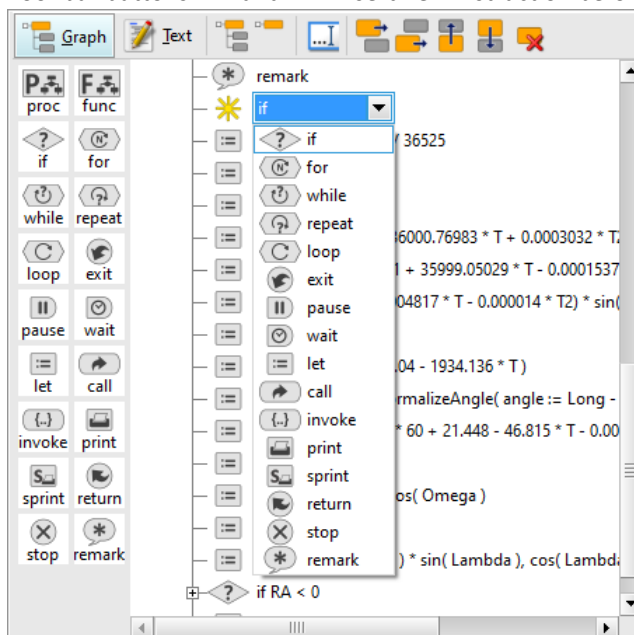 Graph Text
remark
if
if
for
while
repeat
loop
exit
pause
wait
let
call
invoke
print
sprint
return
stop
remark
proc func
if for
while repeat
loop exit
pause wait
let call
invoke print
sprint return
stop remark
/ 36525
36000.76983 * T + 0.0003032 * T2
1 + 35999.05029 * T - 0.0001537
04817 * T - 0.000014 * T2) * sin(
.04 - 1934.136 * T )
rmalizeAngle( angle := Long -
* 60 + 21.448 - 46.815 * T - 0.00
os( Omega )
) * sin( Lambda ), cos( Lambda
if RA < 0